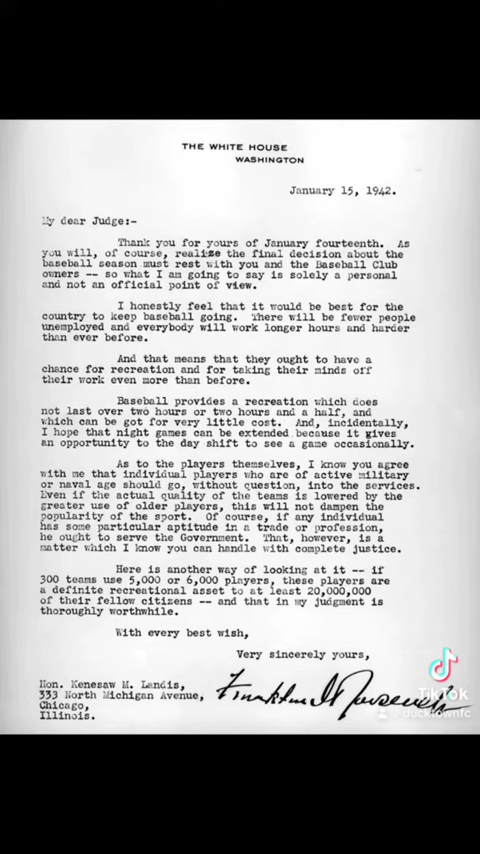 THE WHITE HOUSE
WASHINGTON
January 15, 1942.
My dear Judge:-
Thank you for yours of January fourteenth. As
you will, of course, realize the final decision about the
baseball season must rest with you and the Baseball Club
owners -- so what I am going to say is solely a personal
and not an official point of view.
I honestly feel that it would be best for the
country to keep baseball going. There will be fewer people
unemployed and everybody will work longer hours and harder
than ever before.
And that means that they ought to have a
chance for recreation and for taking their minds off
their work even more than before.
Baseball provides a recreation which does
not last over two hours or two hours and a half, and
which can be got for very little cost. And, incidentally,
I hope that night games can be extended because it gives
an opportunity to the day shift to see a game occasionally.
As to the players themselves, I know you agree
with me that individual players who are of active military
or naval age should go, without question, into the services.
Even if the actual quality of the teams is lowered by the
greater use of older players, this will not dampen the
popularity of the sport. Of course, if any individual
has some particular aptitude in a trade or profession,
he ought to serve the Government. That, however, is a
matter which I know you can handle with complete justice.
Here is another way of looking at it -- if
300 teams use 5,000 or 6,000 players, these players are
a definite recreational asset to at least 20,000,000
of their fellow citizens -- and that in my judgment is
thoroughly worthwhile.
With every best wish,
Very sincerely yours,
Franklin D Roosevelt
Hon. Kenesaw M. Landis,
333 North Michigan Avenue,
Chicago,
Illinois.
TikTok
@ducktownfc